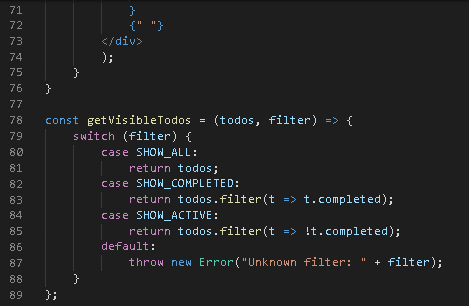 71 }
72 {" "}
73 </div>
74 );
75 }
76 }
77
78 const getVisibleTodos = (todos, filter) => {
79 switch (filter) {
80 case SHOW_ALL:
81 return todos;
82 case SHOW_COMPLETED:
83 return todos.filter(t => t.completed);
84 case SHOW_ACTIVE:
85 return todos.filter(t => !t.completed);
86 default:
87 throw new Error("Unknown filter: " + filter);
88 }
89 };